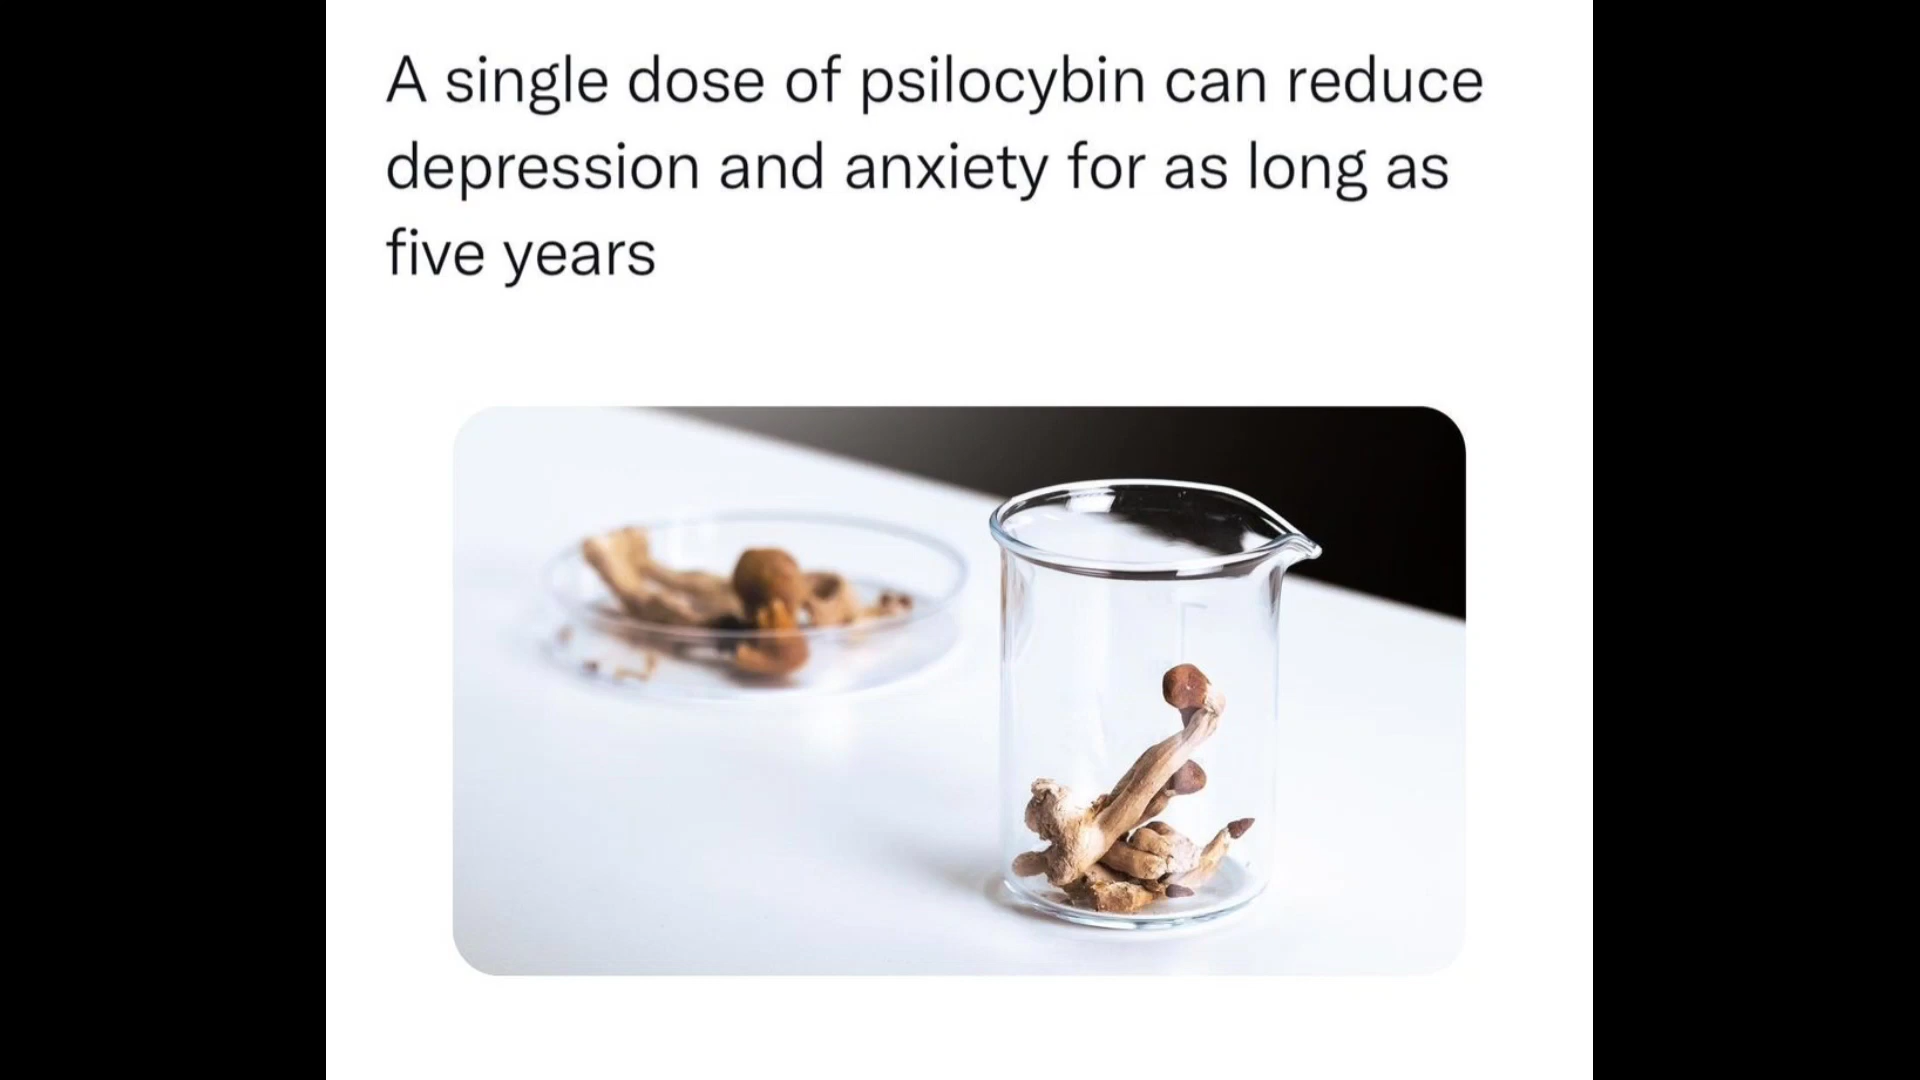 A single dose of psilocybin can reduce
depression and anxiety for as long as
five years